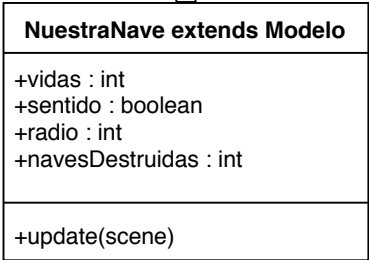 NuestraNave extends Modelo
+vidas : int
+sentido : boolean
+radio : int
+navesDestruidas : int
+update(scene)